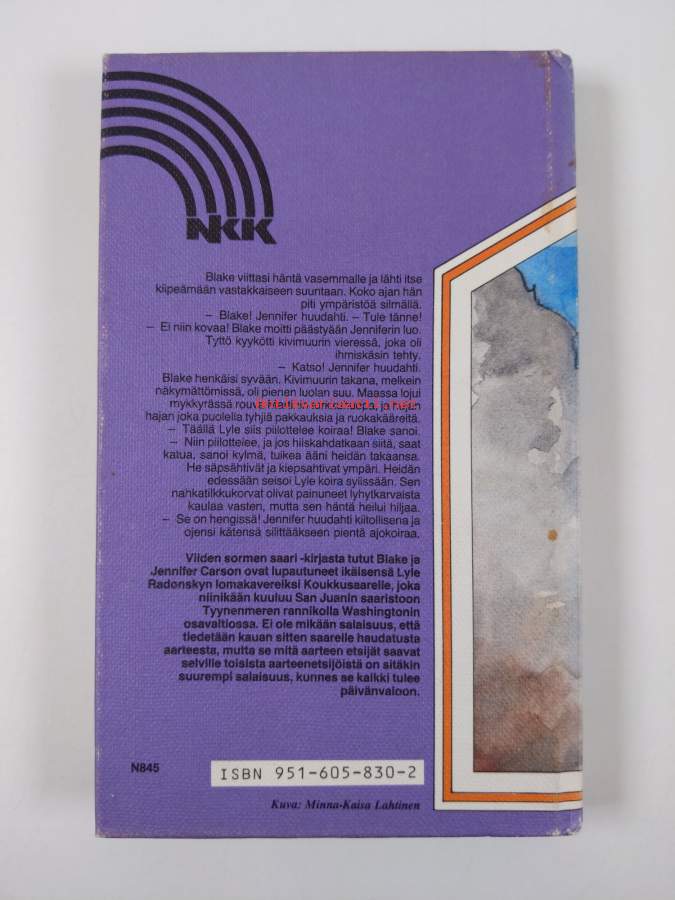 NKK
Blake viittasi häntä vasemmalle ja lähti itse
kiipeämään vastakkaiseen suuntaan. Koko ajan hän
piti ympäristöä silmällä.
– Blake! Jennifer huudahti. – Tule tänne!
– Ei niin kovaa! Blake moitti päästyään Jenniferin luo.
Tyttö kyykötti kivimuurin vieressä, joka oli
ihmiskäsin tehty.
– Katso! Jennifer huudahti.
Blake henkäisi syvään. Kivimuurin takana, melkein
näkymättömissä, oli pienen luolan suu. Maassa lojui
mykkyrässä
hajan joka puolella tyhjiä pakkauksia ja ruokakääreitä.
– Täällä Lyle siis piilottelee koiraa! Blake sanoi.
– Niin piilottelee, ja jos hiiskahdatkaan siitä, saat
katua, sanoi kylmä, tuikea ääni heidän takaansa.
He säpsähtivät ja kiepsahtivat ympäri. Heidän
edessään seisoi Lyle koira sylissään. Sen
nahkatilkkukorvat olivat painuneet lyhytkarvaista
kaulaa vasten, mutta sen häntä heilui hiljaa.
– Se on hengissä! Jennifer huudahti kiitollisena ja
ojensi kätensä silittääkseen pientä ajokoiraa.
Viiden sormen saari -kirjasta tutut Blake ja
Jennifer Carson ovat lupautuneet ikäisensä Lyle
Radonskyn lomakavereiksi Koukkusaarelle, joka
niinikään kuuluu San Juanin saaristoon
Tyynenmeren rannikolla Washingtonin
osavaltiossa. Ei ole mikään salaisuus, että
tiedetään kauan sitten saarelle haudatusta
aarteesta, mutta se mitä aarteen etsijät saavat
selville toisista aarteenetsijöistä on sitäkin
suurempi salaisuus, kunnes se kaikki tulee
päivänvaloon.
N845
ISBN 951-605-830-2
Kuva: Minna-Kaisa Lahtinen